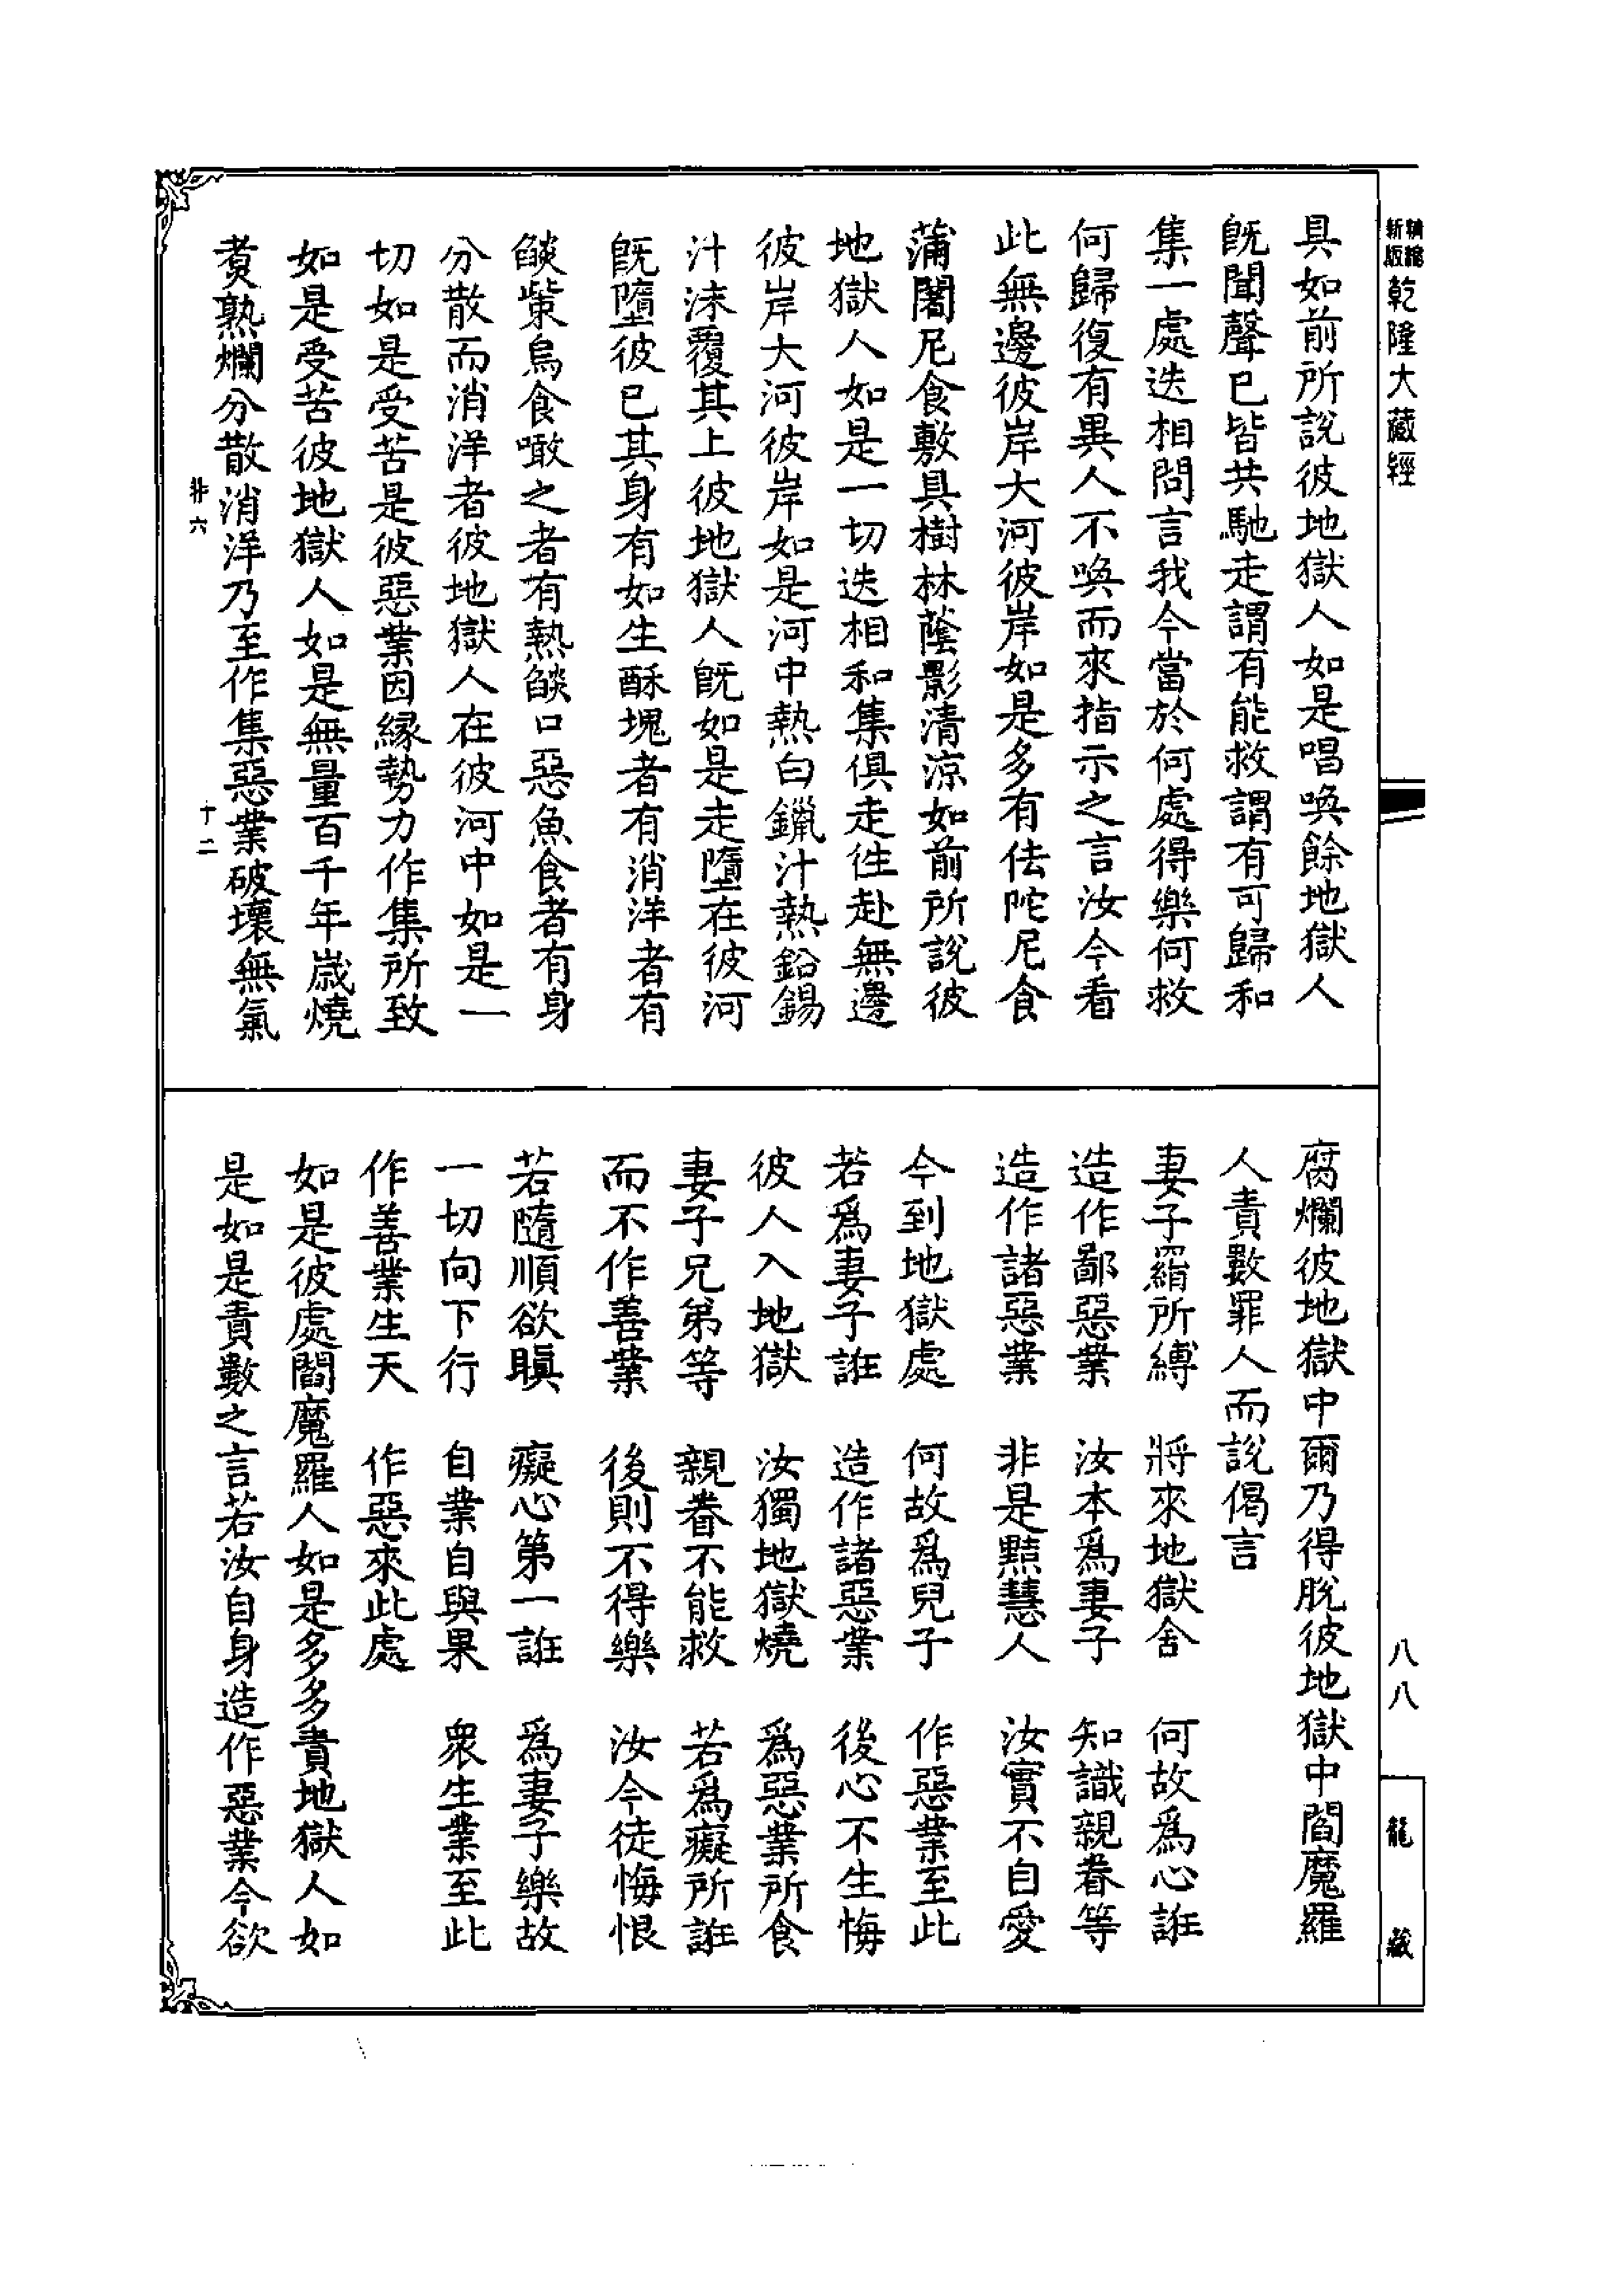 精縮
新版
乾隆大藏經
具如前所說彼地獄人如是唱喚餘地獄人
旣聞聲已皆共馳走謂有能救謂有可歸和
集一處迭相問言我今當於何處得樂何救
何歸復有異人不喚而來指示之言汝今看
此無邊彼岸大河彼岸如是多有佉陀尼食
蒲闍尼食敷具樹林蔭影清涼如前所說彼
地獄人如是一切迭相和集俱走往赴無邊
彼岸大河彼岸如是河中熱白鑞汁熱鉛錫
汁沫覆其上彼地獄人旣如是走墮在彼河
旣墮彼已其身有如生酥塊者有消洋者有
𦦨𭉨烏食噉之者有熱𦦨口惡魚食者有身
分散而消洋者彼地獄人在彼河中如是一
切如是受苦是彼惡業因緣勢力作集所致
如是受苦彼地獄人如是無量百千年歲燒
煑熟爛分散消洋乃至作集惡業破壞無氣
非六
十二
腐爛彼地獄中爾乃得脫彼地獄中閻魔羅
人責數罪人而說偈言
妻子羂所縛　將來地獄舍　何故爲心誑
造作鄙惡業　汝本爲妻子　知識親眷等
造作諸惡業　非是黠慧人　汝實不自愛
今到地獄處　何故爲兒子　作惡業至此
若爲妻子誑　造作諸惡業　後心不生悔
彼人入地獄　汝獨地獄燒　爲惡業所食
妻子兄弟等　親眷不能救　若爲癡所誑
而不作善業　後則不得樂　汝今徒悔恨
若隨順欲瞋　癡心第一誑　爲妻子樂故
一切向下行　自業自與果　衆生業至此
作善業生天　作惡來此處
如是彼處閻魔羅人如是多多責地獄人如
是如是責數之言若汝自身造作惡業今欲
八八
龍藏